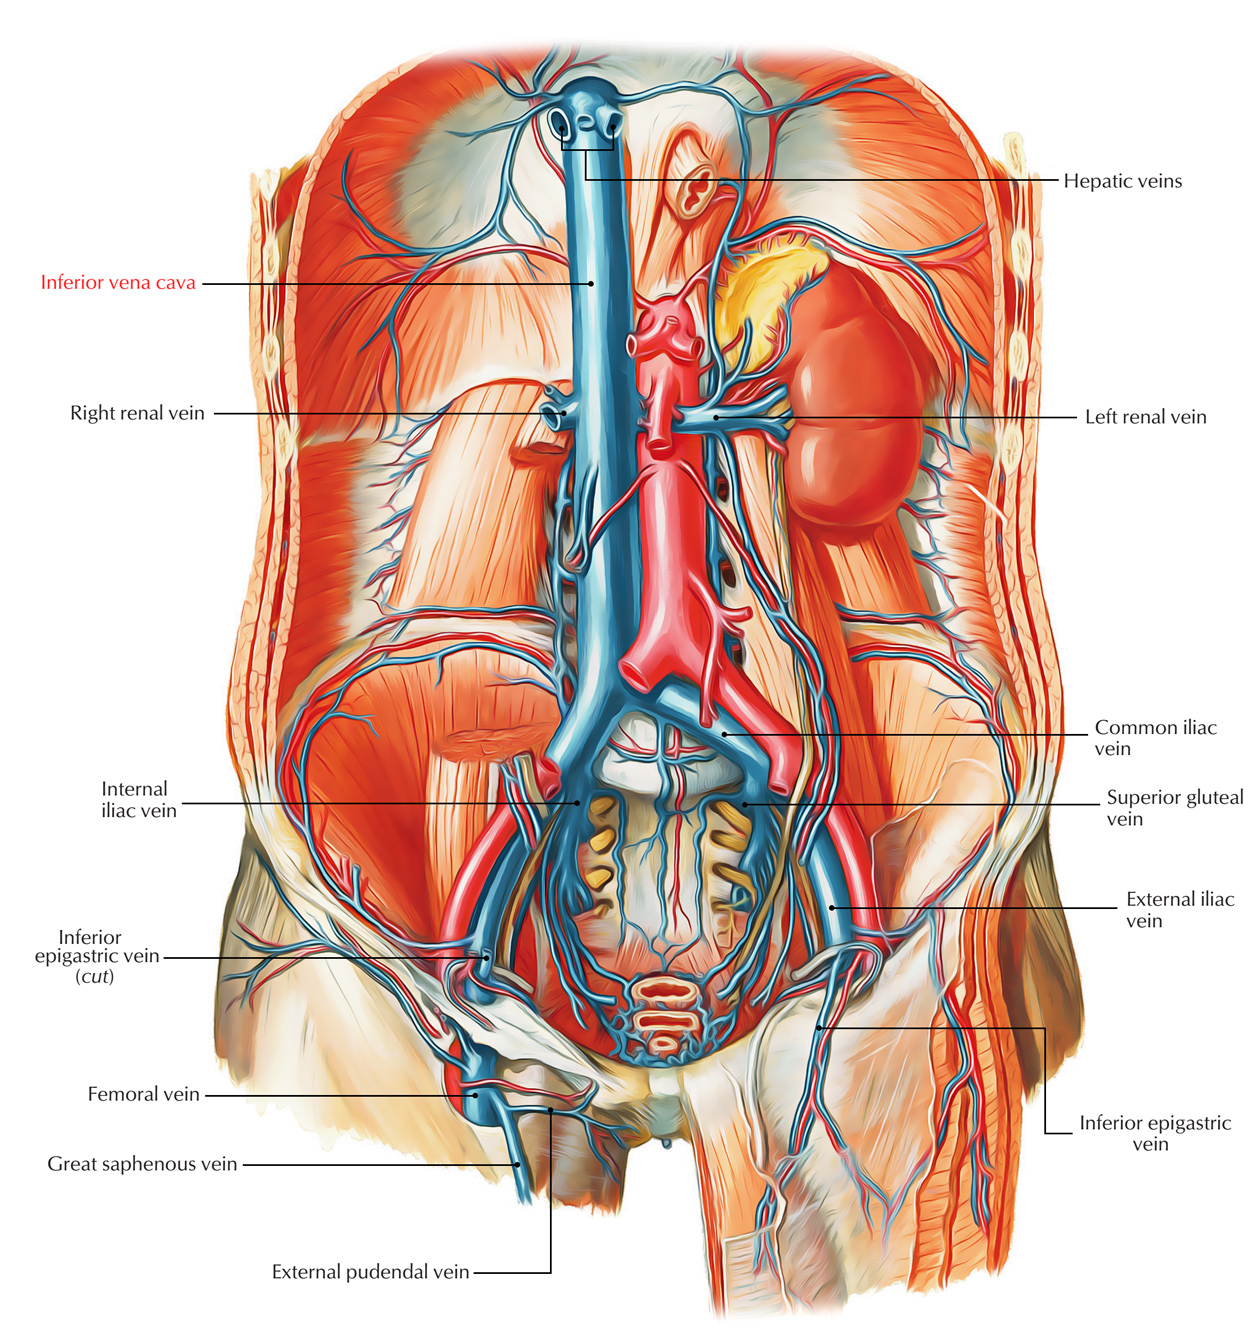 Hepatic veins
Inferior vena cava
Right renal vein
Left renal vein
Common iliac
vein
Internal
iliac vein
Superior gluteal
vein
External iliac
vein
Inferior
epigastric vein
(cut)
Femoral vein
Inferior epigastric
vein
Great saphenous vein
External pudendal vein